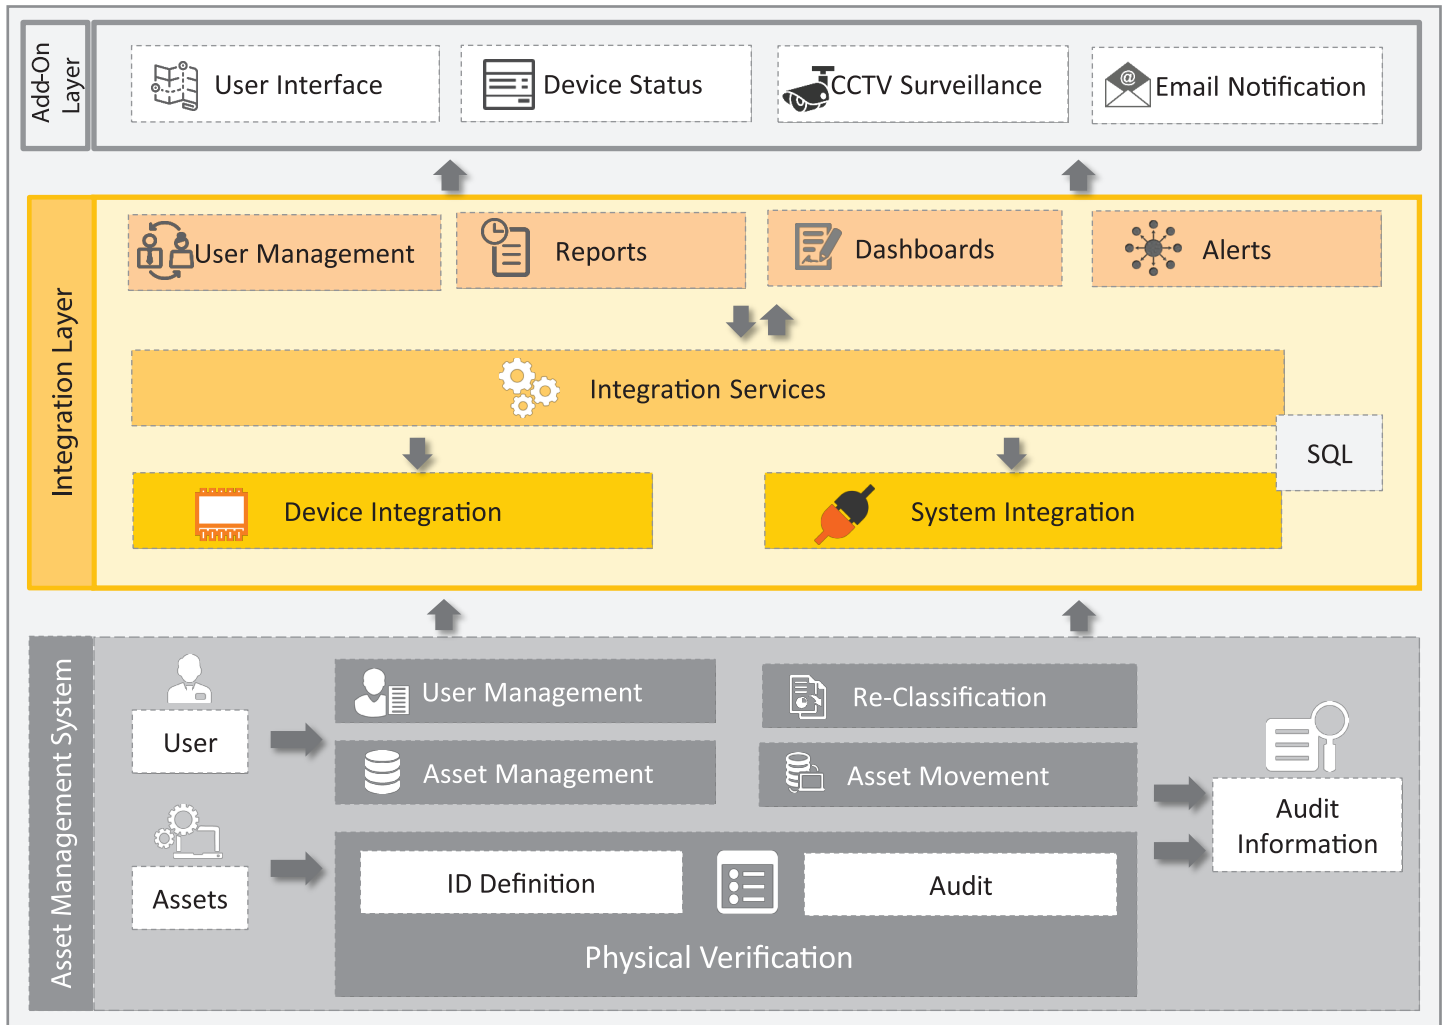 Add-On
Layer
User Interface
Device Status
CCTV Surveillance
@
Email Notification
Integration Layer
User Management
Reports
Dashboards
Alerts
Integration Services
SQL
Device Integration
System Integration
Asset Management System
User
User Management
Re-Classification
Asset Management
Asset Movement
Audit
Information
Assets
ID Definition
Audit
Physical Verification